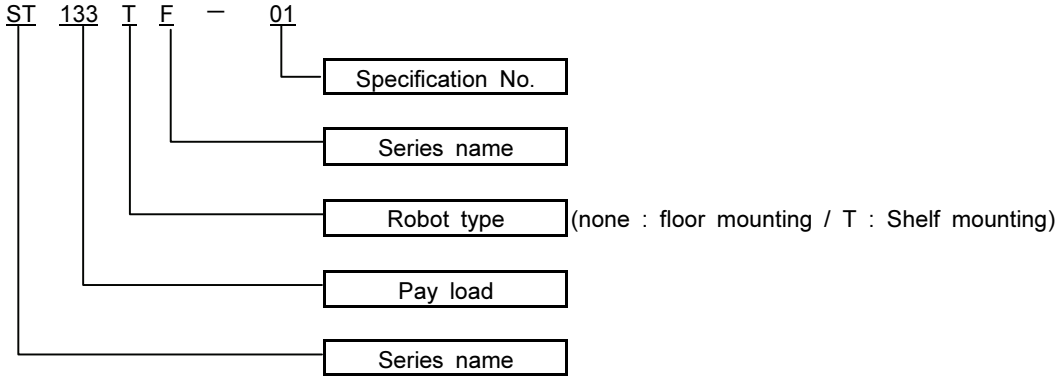 ST 133 T F － 01
Specification No.
Series name
Robot type (none : floor mounting / T : Shelf mounting)
Pay load
Series name